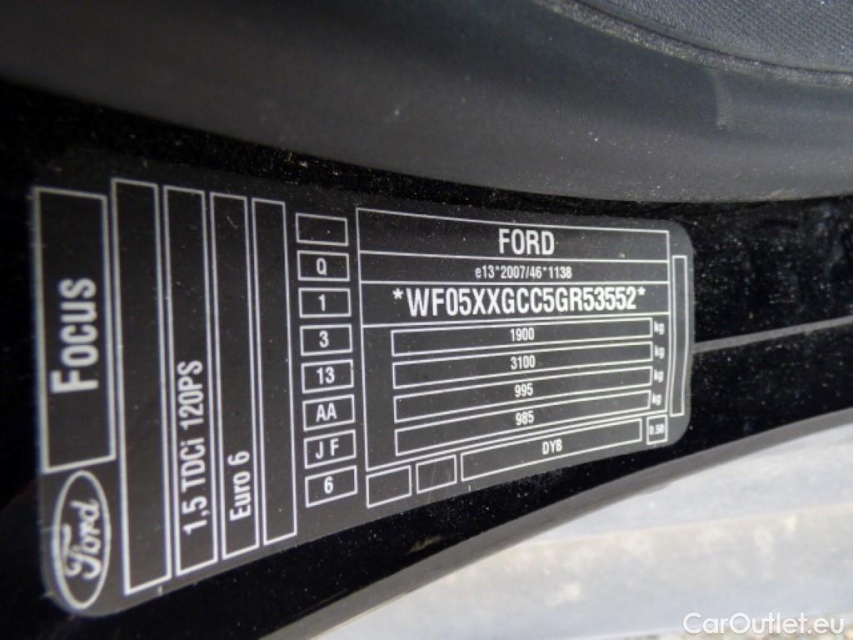 Focus
Ford
1,5 TDCi 120PS
Euro 6
Q
1
3
13
AA
J F
6
FORD
e13*2007/46*1138
*WF05XXGCC5GR53552*
1900 kg
3100 kg
995 kg
985 kg
DYB 0.50
CarOutlet.eu